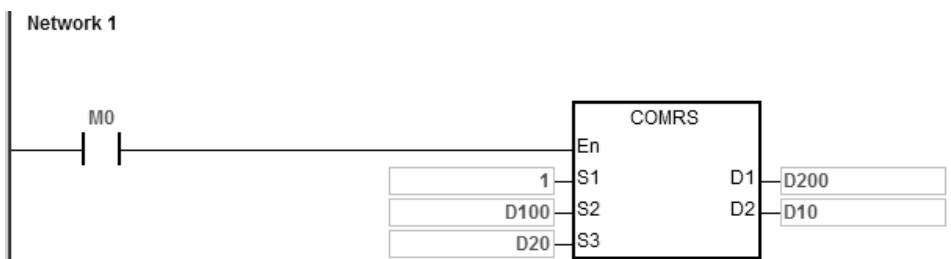 Network 1
M0
COMRS
En
1 S1 D1 D200
D100 S2 D2 D10
D20 S3